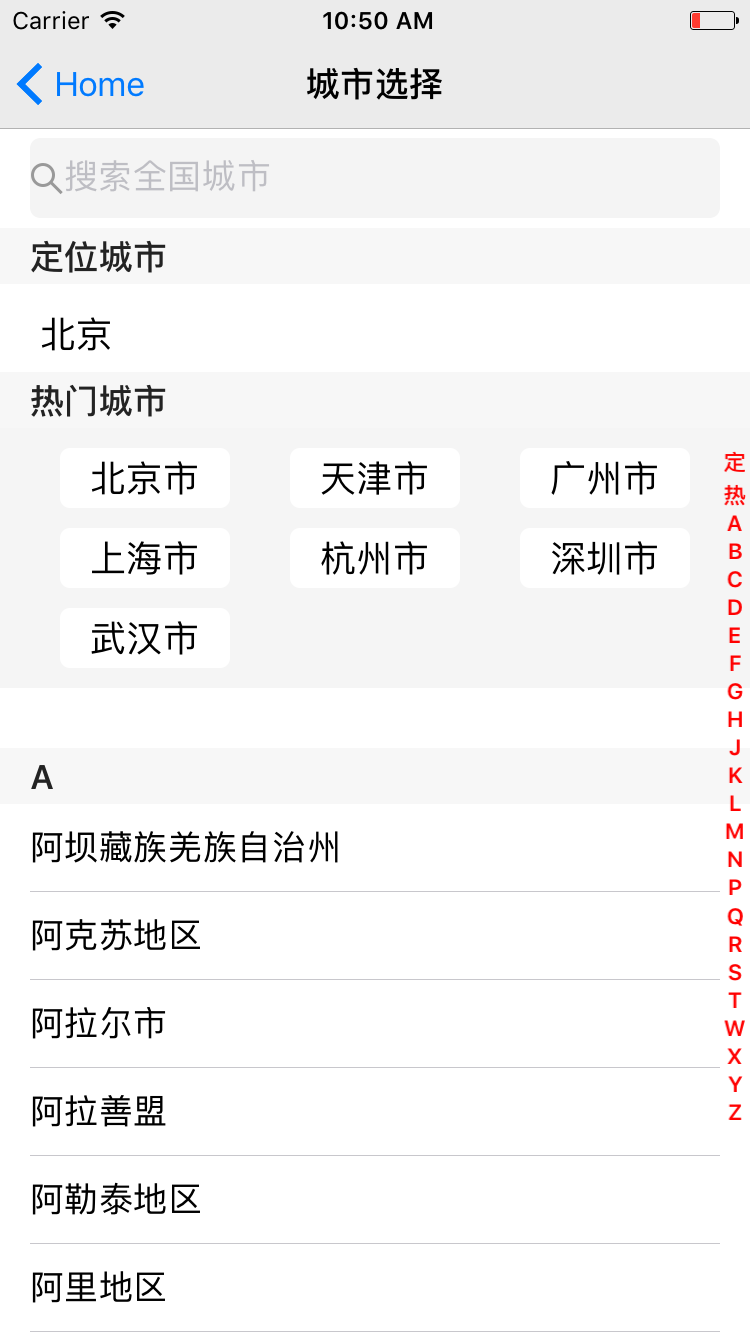 Carrier 10:50 AM
Home 城市选择
搜索全国城市
定位城市
北京
热门城市
北京市 天津市 广州市
上海市 杭州市 深圳市
武汉市
A
阿坝藏族羌族自治州
阿克苏地区
阿拉尔市
阿拉善盟
阿勒泰地区
阿里地区
定
热
A
B
C
D
E
F
G
H
J
K
L
M
N
P
Q
R
S
T
W
X
Y
Z